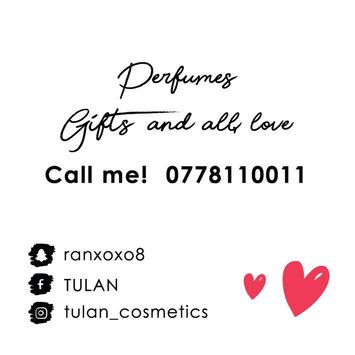 Perfumes
Gifts and all, love
Call me! 0778110011
ranxoxo8
TULAN
tulan_cosmetics